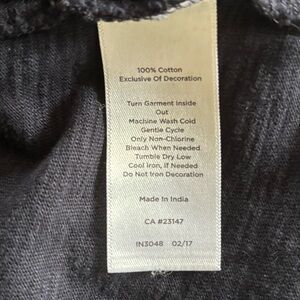 100% Cotton
Exclusive Of Decoration
Turn Garment Inside
Out
Machine Wash Cold
Gentle Cycle
Only Non-Chlorine
Bleach When Needed
Tumble Dry Low
Cool Iron, If Needed
Do Not Iron Decoration
Made In India
CA #23147
IN3048 02/17